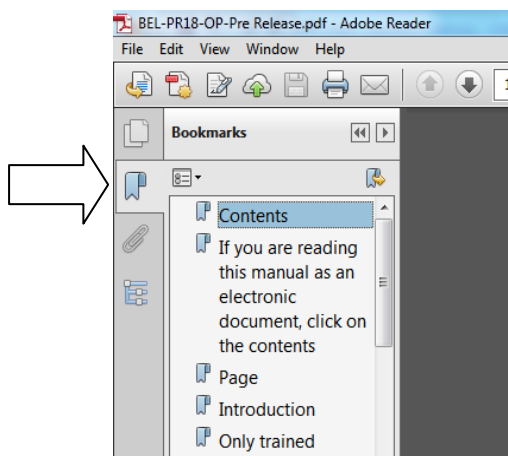 BEL-PR18-OP-Pre Release.pdf - Adobe Reader
File Edit View Window Help
1
Bookmarks
Contents
If you are reading
this manual as an
electronic
document, click on
the contents
Page
Introduction
Only trained